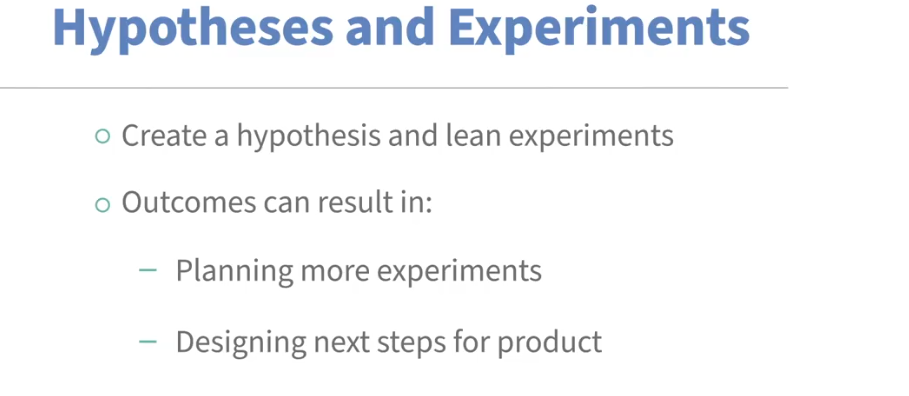 Hypotheses and Experiments
Create a hypothesis and lean experiments
Outcomes can result in:
– Planning more experiments
– Designing next steps for product